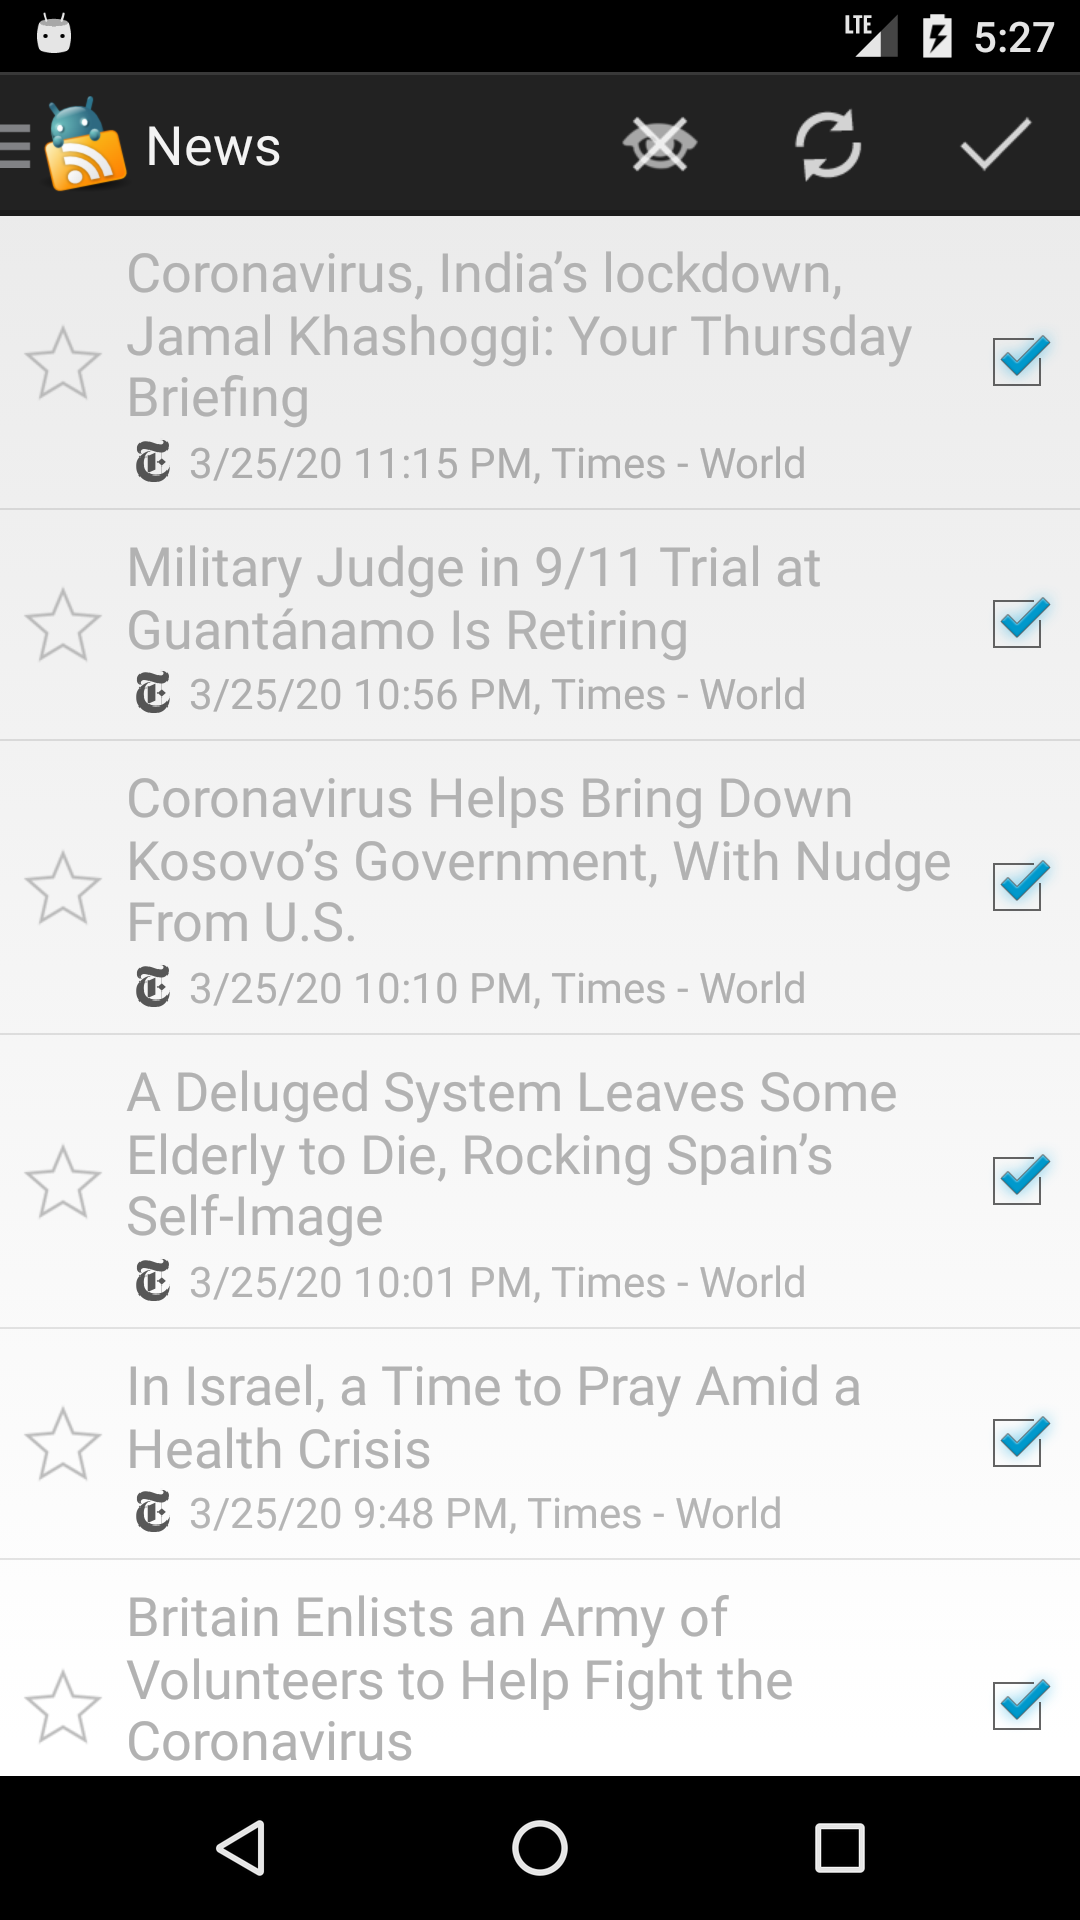 LTE 5:27
News
Coronavirus, India’s lockdown,
Jamal Khashoggi: Your Thursday
Briefing
3/25/20 11:15 PM, Times - World
Military Judge in 9/11 Trial at
Guantánamo Is Retiring
3/25/20 10:56 PM, Times - World
Coronavirus Helps Bring Down
Kosovo’s Government, With Nudge
From U.S.
3/25/20 10:10 PM, Times - World
A Deluged System Leaves Some
Elderly to Die, Rocking Spain’s
Self-Image
3/25/20 10:01 PM, Times - World
In Israel, a Time to Pray Amid a
Health Crisis
3/25/20 9:48 PM, Times - World
Britain Enlists an Army of
Volunteers to Help Fight the
Coronavirus